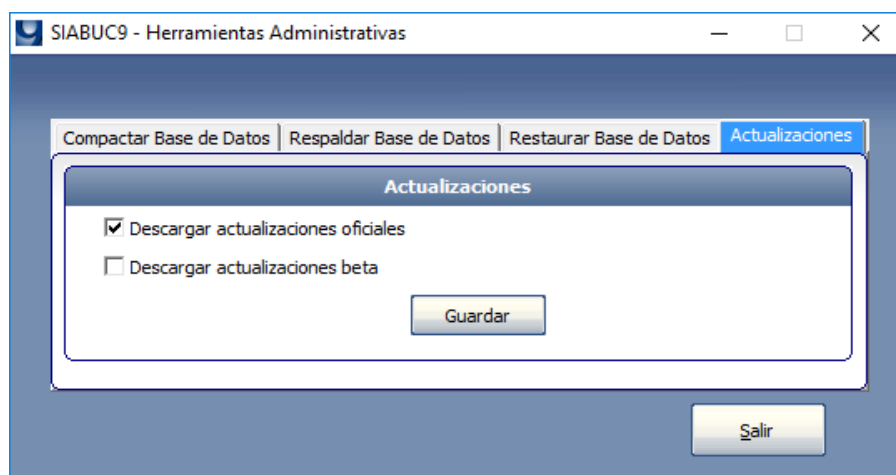 SIABUC9 - Herramientas Administrativas
Compactar Base de Datos Respaldar Base de Datos Restaurar Base de Datos Actualizaciones
Actualizaciones
Descargar actualizaciones oficiales
Descargar actualizaciones beta
Guardar
Salir